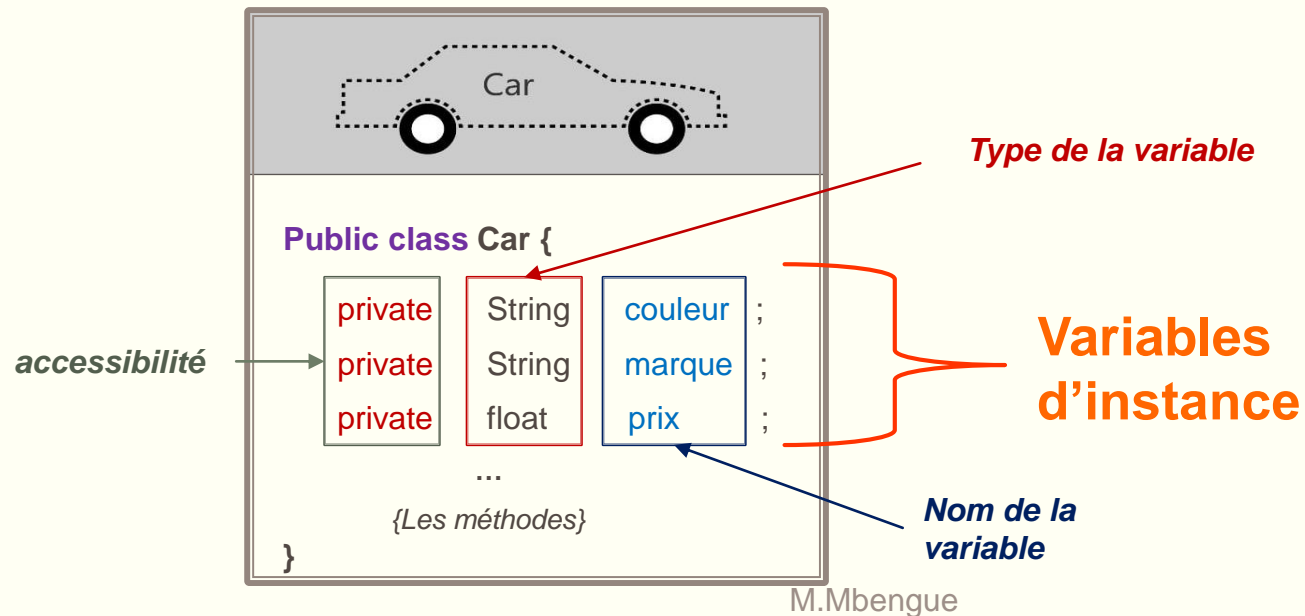 Car
Type de la variable
Public class Car {
private String couleur ;
accessibilité
private String marque ;
private float prix ;
Variables
d’instance
...
{Les méthodes}
Nom de la
variable
}
M.Mbengue